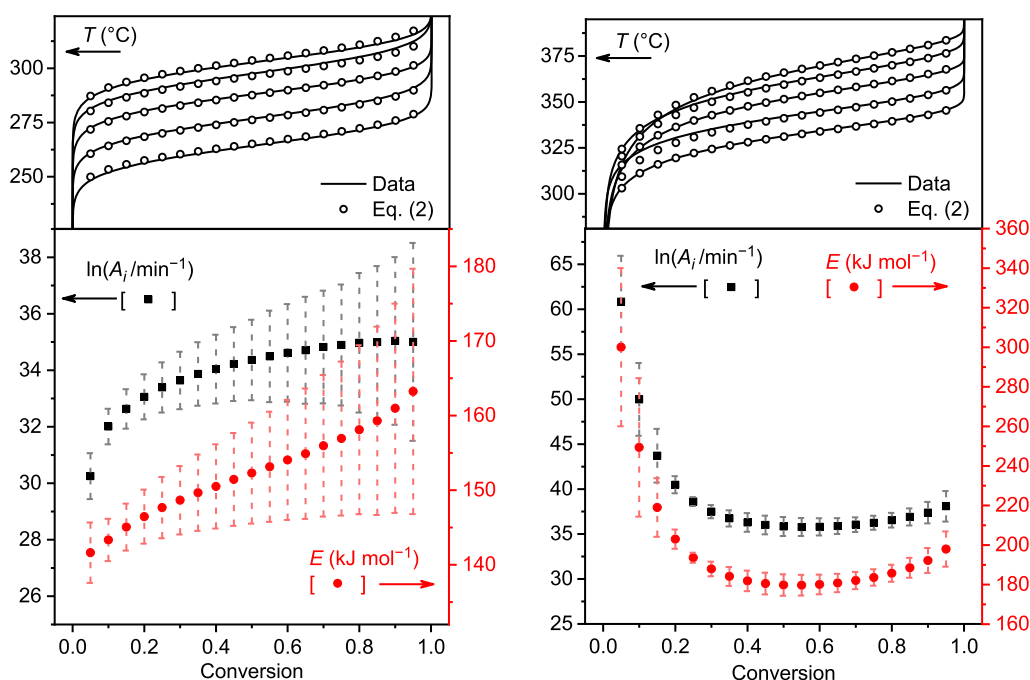 T (°C)
300
275
250
Data
Eq. (2)
38
36
34
32
30
28
26
ln(Aᵢ/min⁻¹)
[ ■ ]
180
170
160
150
140
E (kJ mol⁻¹)
[ ● ]
0.0 0.2 0.4 0.6 0.8 1.0
Conversion
T (°C)
375
350
325
300
Data
Eq. (2)
65
60
55
50
45
40
35
30
25
ln(Aᵢ/min⁻¹)
[ ■ ]
E (kJ mol⁻¹)
[ ● ]
360
340
320
300
280
260
240
220
200
180
160
0.0 0.2 0.4 0.6 0.8 1.0
Conversion